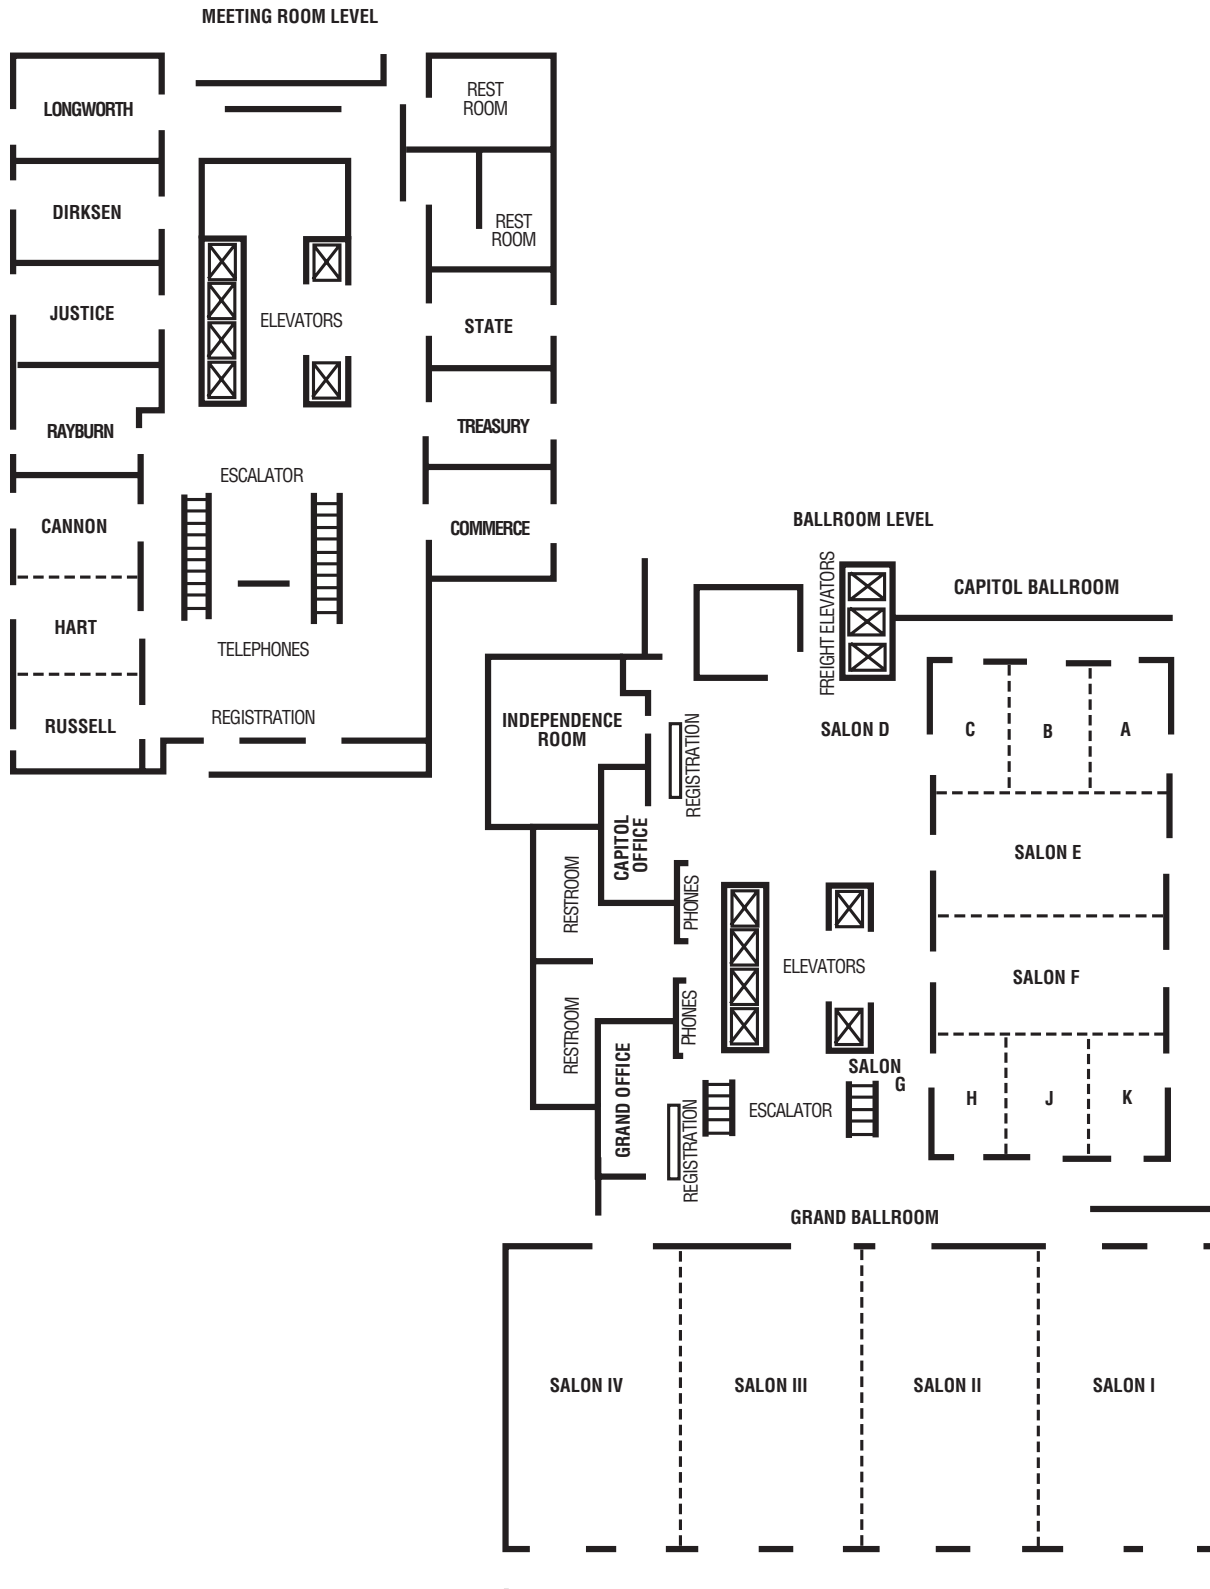 MEETING ROOM LEVEL
LONGWORTH
REST
ROOM
DIRKSEN
REST
ROOM
JUSTICE
ELEVATORS
STATE
RAYBURN
TREASURY
ESCALATOR
CANNON
COMMERCE
HART
TELEPHONES
RUSSELL
REGISTRATION
BALLROOM LEVEL
FREIGHT ELEVATORS
CAPITOL BALLROOM
INDEPENDENCE
ROOM
REGISTRATION
SALON D
C
B
A
CAPITOL
OFFICE
SALON E
RESTROOM
PHONES
ELEVATORS
SALON F
RESTROOM
PHONES
GRAND OFFICE
SALON
G
H
J
K
REGISTRATION
ESCALATOR
GRAND BALLROOM
SALON IV
SALON III
SALON II
SALON I